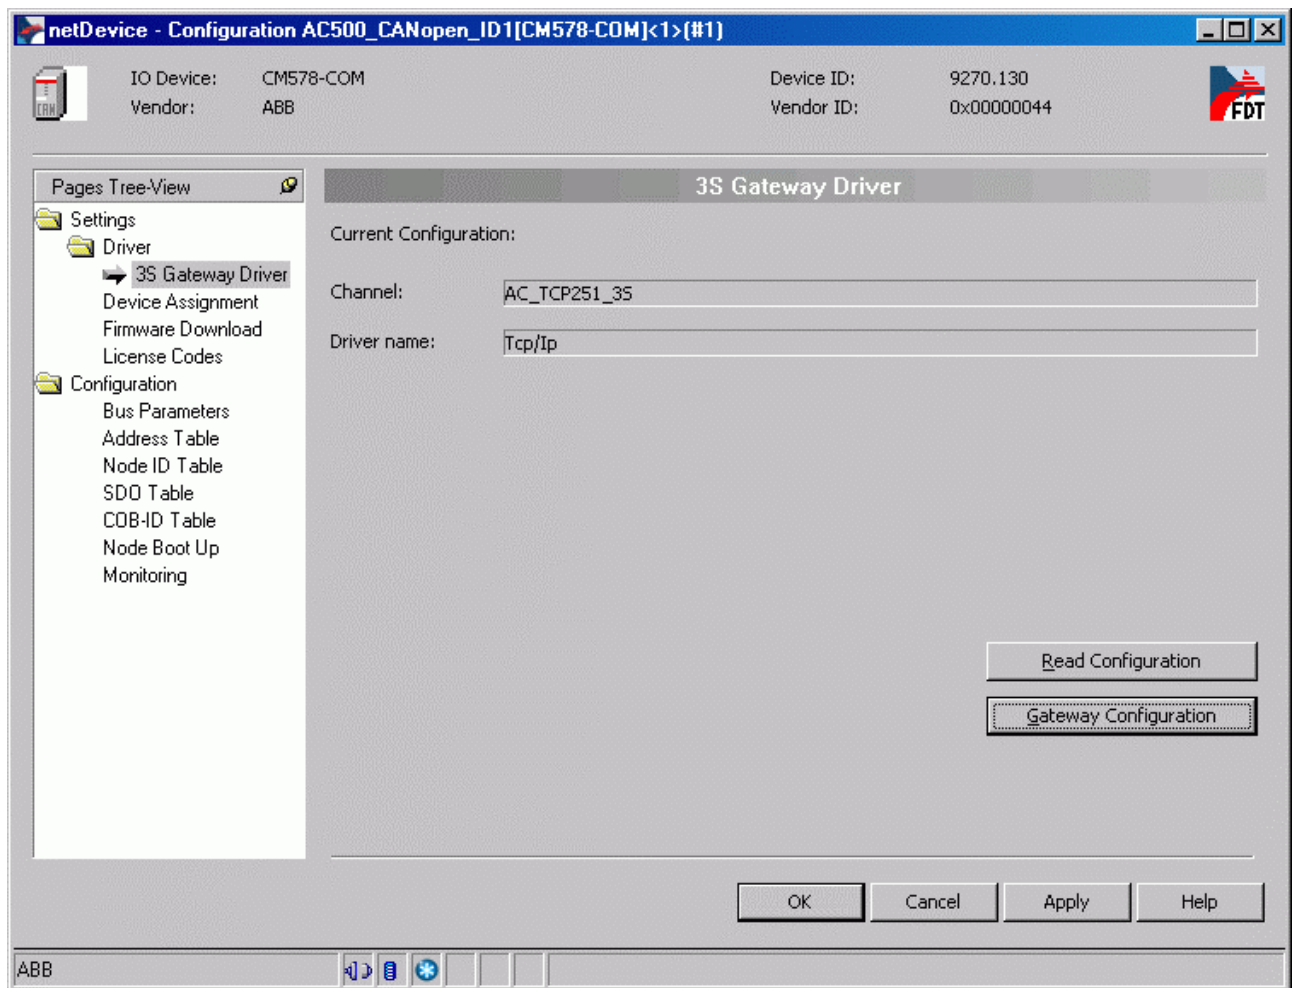 netDevice - Configuration AC500_CANopen_ID1[CM578-COM]<1>(#1)
IO Device: CM578-COM Device ID: 9270.130
Vendor: ABB Vendor ID: 0x00000044
CAN
FDT
Pages Tree-View
3S Gateway Driver
Settings
Driver
3S Gateway Driver
Device Assignment
Firmware Download
License Codes
Configuration
Bus Parameters
Address Table
Node ID Table
SDO Table
COB-ID Table
Node Boot Up
Monitoring
Current Configuration:
Channel: AC_TCP251_3S
Driver name: Tcp/Ip
Read Configuration
Gateway Configuration
OK Cancel Apply Help
ABB